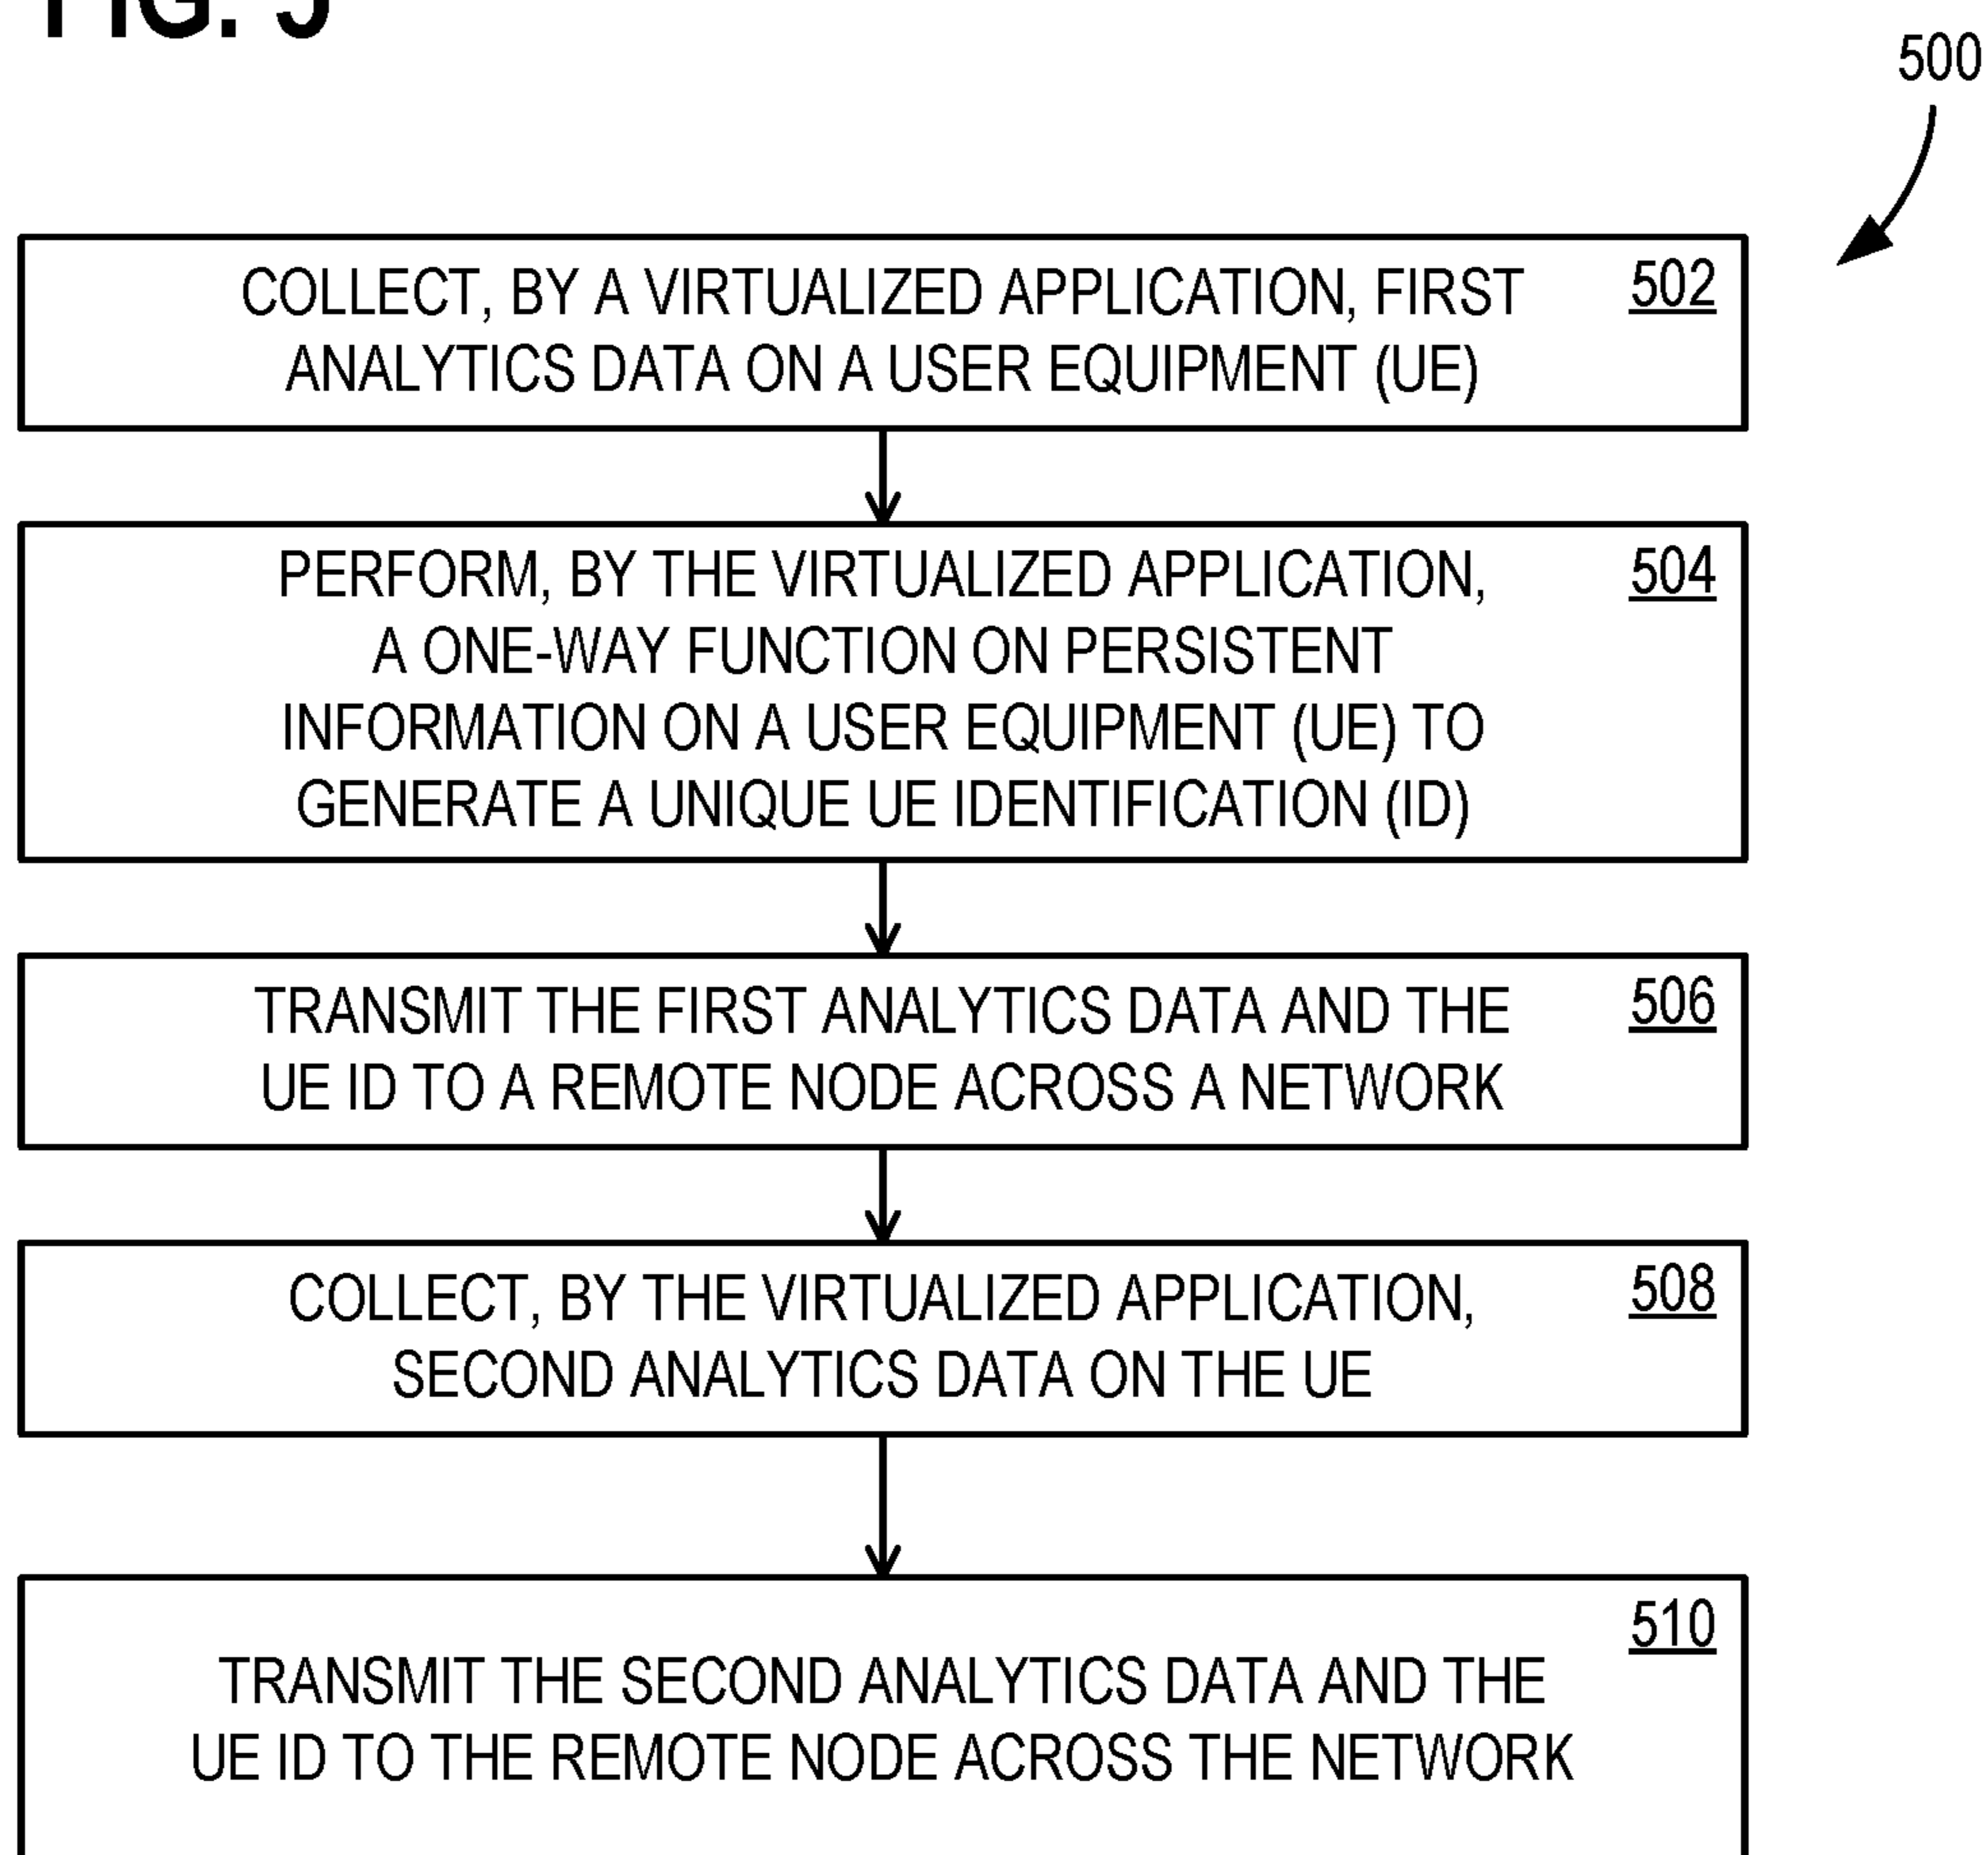 FIG. 5
500
COLLECT, BY A VIRTUALIZED APPLICATION, FIRST
ANALYTICS DATA ON A USER EQUIPMENT (UE)
502
PERFORM, BY THE VIRTUALIZED APPLICATION,
A ONE-WAY FUNCTION ON PERSISTENT
INFORMATION ON A USER EQUIPMENT (UE) TO
GENERATE A UNIQUE UE IDENTIFICATION (ID)
504
TRANSMIT THE FIRST ANALYTICS DATA AND THE
UE ID TO A REMOTE NODE ACROSS A NETWORK
506
COLLECT, BY THE VIRTUALIZED APPLICATION,
SECOND ANALYTICS DATA ON THE UE
508
TRANSMIT THE SECOND ANALYTICS DATA AND THE
UE ID TO THE REMOTE NODE ACROSS THE NETWORK
510